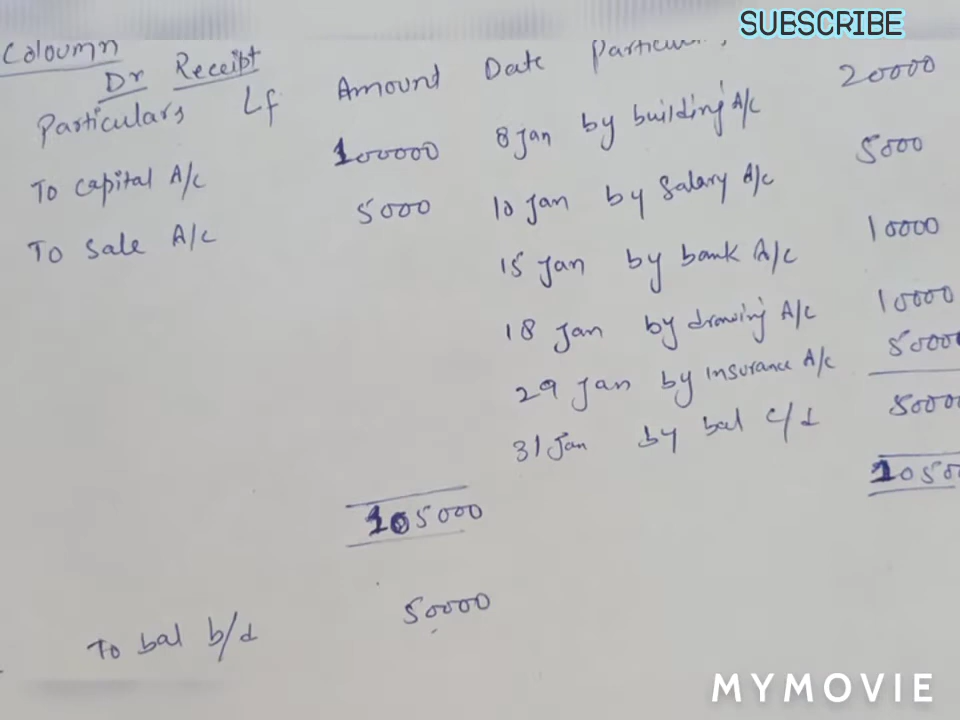 SUBSCRIBE
Coloumn
Dr Receipt
Particulars Lf Amound Date
To Capital A/c 100000 8 Jan by building A/c 20000
To Sale A/c 5000 10 Jan by Salary A/c 5000
15 Jan by bank A/c 10000
18 Jan by drawing A/c 10000
29 Jan by insurance A/c
31 Jan by bal c/d
105000
To bal b/d 50000
MYMOVIE